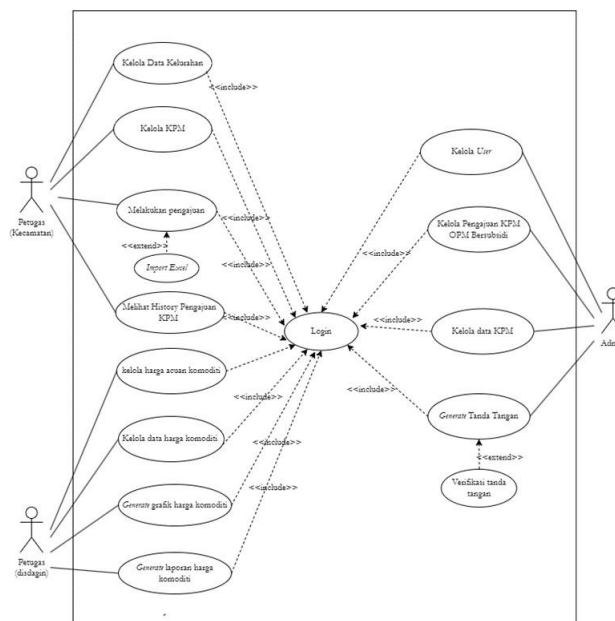 Kelola Data Kelurahan
<<include>>
Kelola KPM
Kelola User
Petugas
(Kecamatan)
Melakukan pengajuan
<<include>>
Kelola Pengajuan KPM
OPM Bersubsidi
<<extend>>
Import Excel
<<include>>
Melihat History Pengajuan
KPM
<<include>>
Login
<<include>>
Kelola data KPM
Adm
kelola harga acuan komoditi
<<include>>
<<include>>
Generate Tanda Tangan
Kelola data harga komoditi
<<include>>
<<extend>>
Verifikasi tanda
tangan
Generate grafik harga komoditi
<<include>>
Petugas
(disdagin)
Generate laporan harga
komoditi